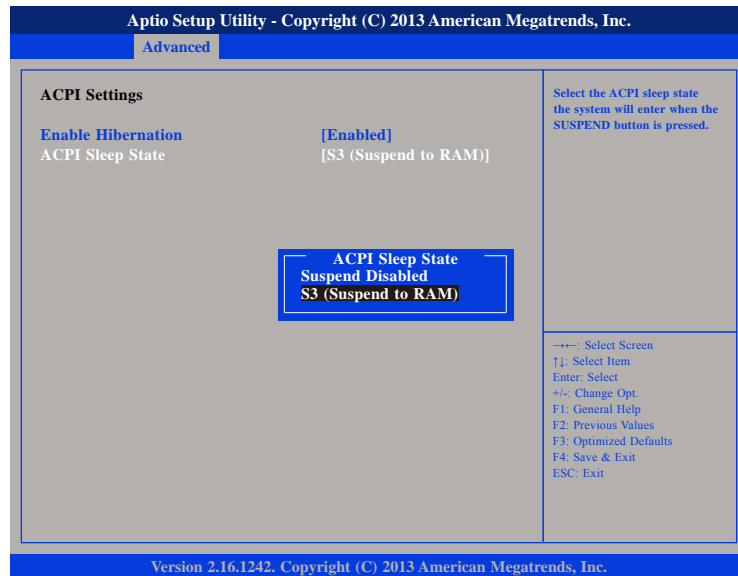 Aptio Setup Utility - Copyright (C) 2013 American Megatrends, Inc.
Advanced
ACPI Settings
Enable Hibernation [Enabled]
ACPI Sleep State [S3 (Suspend to RAM)]
ACPI Sleep State
Suspend Disabled
S3 (Suspend to RAM)
Select the ACPI sleep state
the system will enter when the
SUSPEND button is pressed.
→←: Select Screen
↑↓: Select Item
Enter: Select
+/-: Change Opt.
F1: General Help
F2: Previous Values
F3: Optimized Defaults
F4: Save & Exit
ESC: Exit
Version 2.16.1242. Copyright (C) 2013 American Megatrends, Inc.